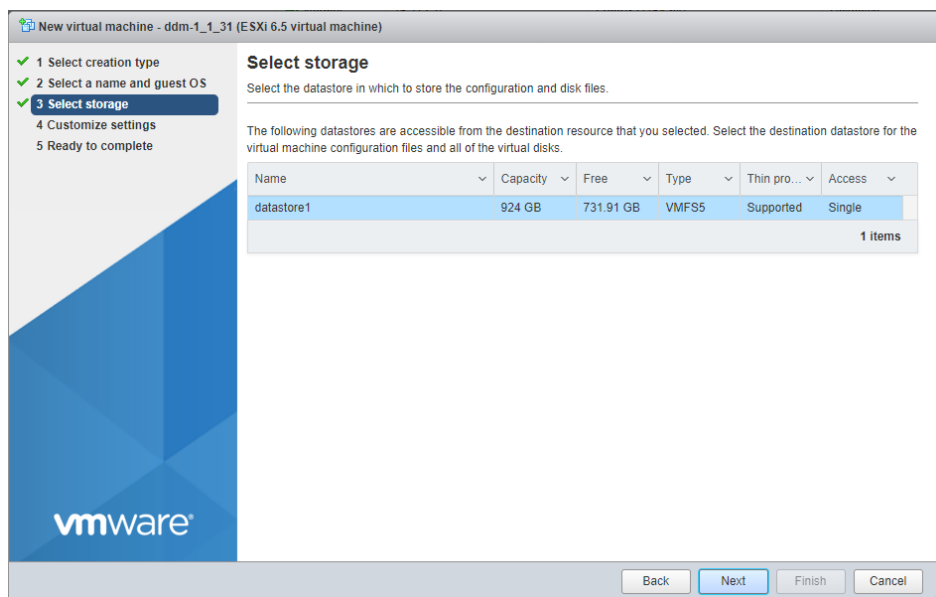 New virtual machine - ddm-1_1_31 (ESXi 6.5 virtual machine)
1 Select creation type
2 Select a name and guest OS
3 Select storage
4 Customize settings
5 Ready to complete
Select storage
Select the datastore in which to store the configuration and disk files.
The following datastores are accessible from the destination resource that you selected. Select the destination datastore for the
virtual machine configuration files and all of the virtual disks.
Name Capacity Free Type Thin pro... Access
datastore1 924 GB 731.91 GB VMFS5 Supported Single
1 items
vmware®
Back Next Finish Cancel